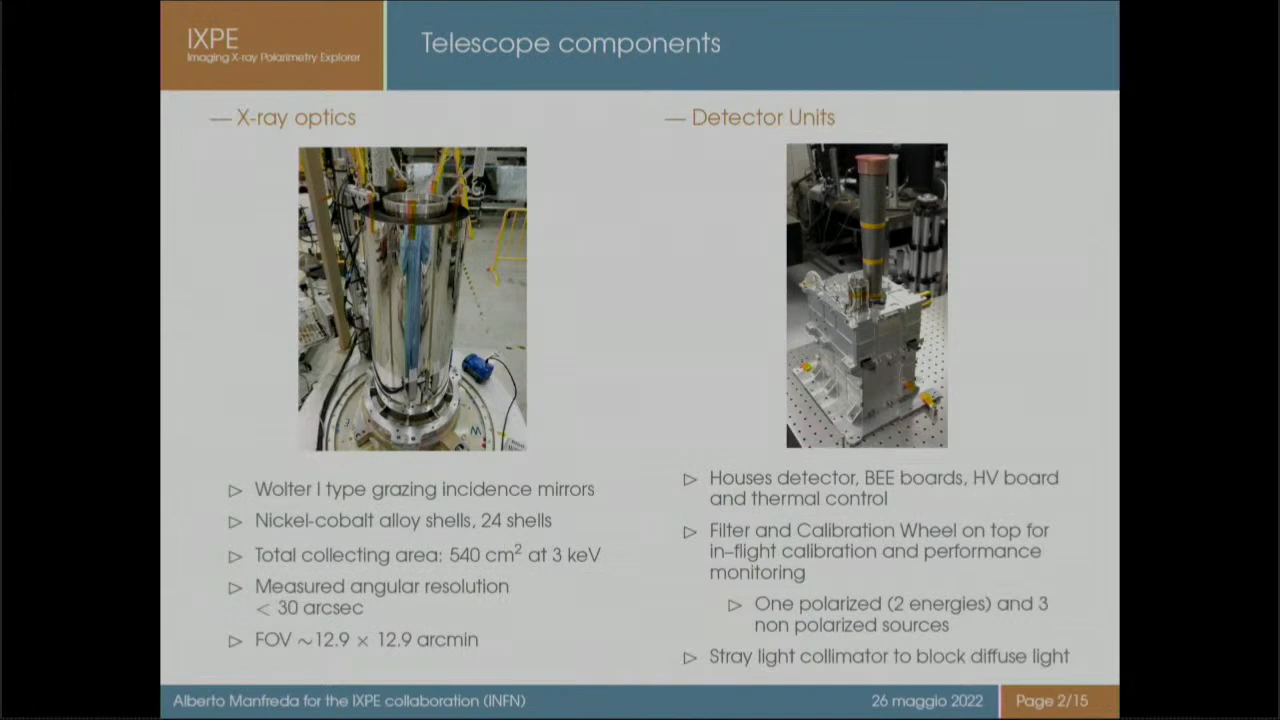 IXPE
Imaging X-ray Polarimetry Explorer
Telescope components
— X-ray optics
▷ Wolter I type grazing incidence mirrors
▷ Nickel-cobalt alloy shells, 24 shells
▷ Total collecting area: 540 cm² at 3 keV
▷ Measured angular resolution
< 30 arcsec
▷ FOV ~12.9 × 12.9 arcmin
— Detector Units
▷ Houses detector, BEE boards, HV board
and thermal control
▷ Filter and Calibration Wheel on top for
in–flight calibration and performance
monitoring
▷ One polarized (2 energies) and 3
non polarized sources
▷ Stray light collimator to block diffuse light
Alberto Manfreda for the IXPE collaboration (INFN)
26 maggio 2022
Page 2/15